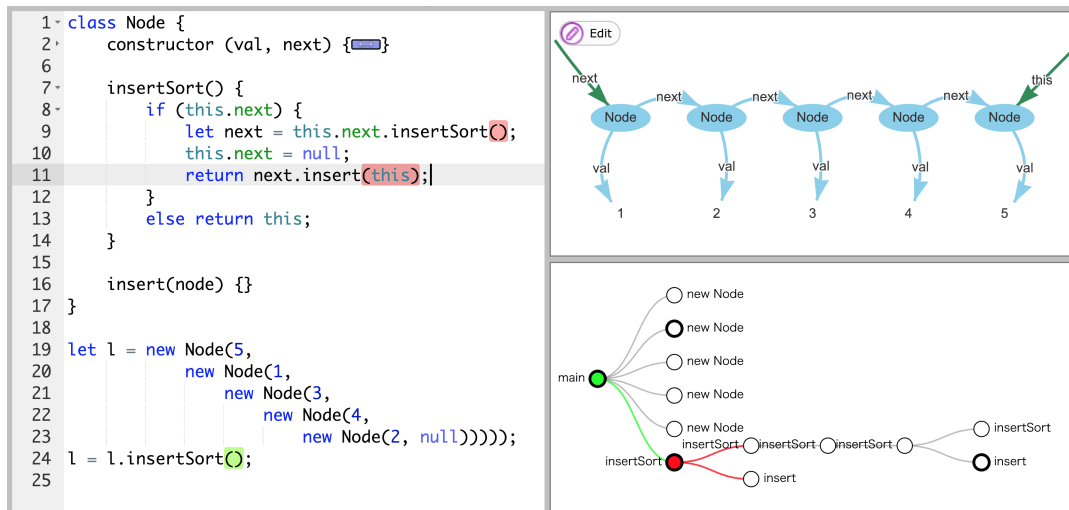 1 class Node {
2 constructor (val, next) {}
6
7 insertSort() {
8 if (this.next) {
9 let next = this.next.insertSort();
10 this.next = null;
11 return next.insert(this);
12 }
13 else return this;
14 }
15
16 insert(node) {}
17 }
18
19 let l = new Node(5,
20 new Node(1,
21 new Node(3,
22 new Node(4,
23 new Node(2, null)))));
24 l = l.insertSort();
25
Edit
next this
next next next next
Node Node Node Node Node
val val val val val
1 2 3 4 5
new Node
new Node
new Node
main
new Node
new Node
insertSort insertSort insertSort insertSort
insertSort insert
insert